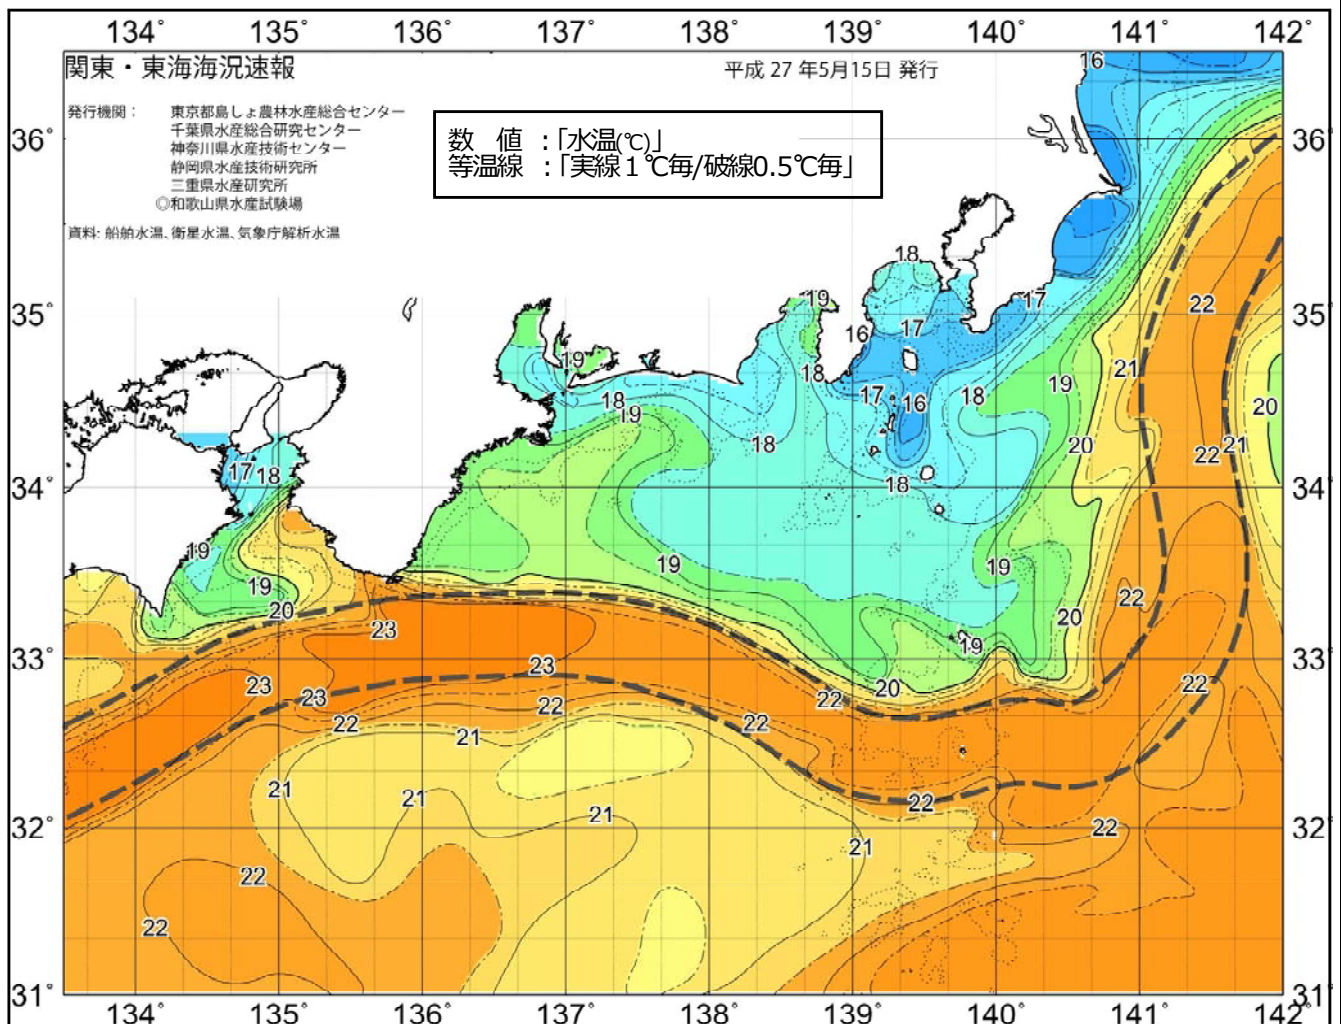 134° 135° 136° 137° 138° 139° 140° 141° 142°
関東・東海海況速報
平成 27 年5月15日 発行
発行機関： 東京都島しょ農林水産総合センター
千葉県水産総合研究センター
神奈川県水産技術センター
静岡県水産技術研究所
三重県水産研究所
◎和歌山県水産試験場
資料: 船舶水温、衛星水温、気象庁解析水温
数 値 :「水温(℃)」
等温線 :「実線１℃毎/破線0.5℃毎」
16
36° 36°
18
19 17
22
35° 16 17 35°
19 18 21
17 16 18 19
18 19 20
18 20 22 21
17 18
18
34° 34°
19 19 19
19 22
20 20
23 19
33° 23 33°
23 23 20 22
22 22 22 22
21
21 21 22
21 22
32° 21 32°
22
22
31° 31°
134° 135° 136° 137° 138° 139° 140° 141° 142°